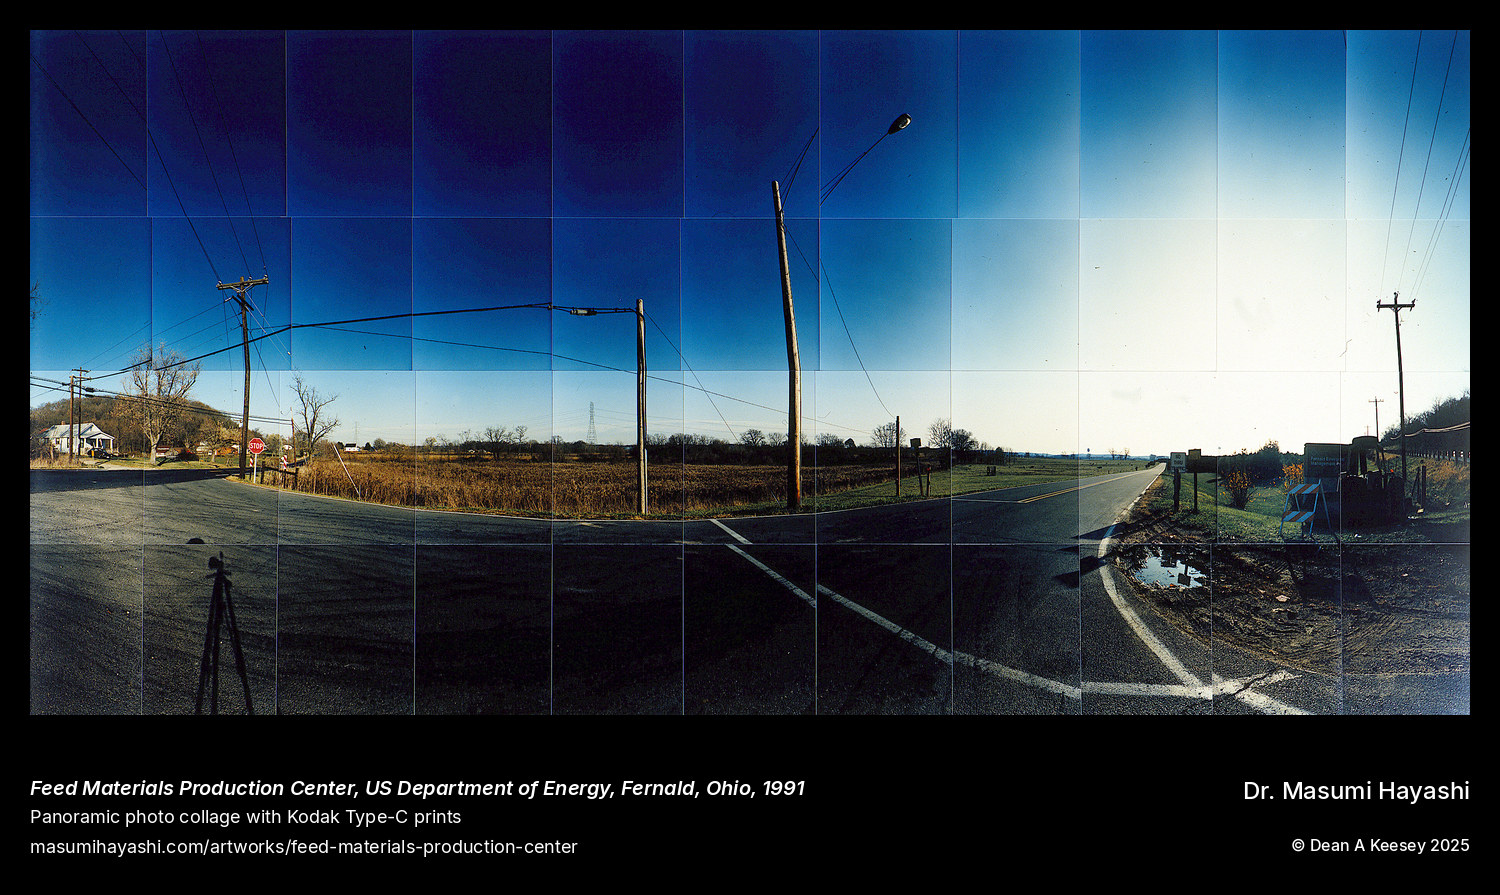 STOP
Feed Materials Production Center, US Department of Energy, Fernald, Ohio, 1991
Panoramic photo collage with Kodak Type-C prints
masumihayashi.com/artworks/feed-materials-production-center
Dr. Masumi Hayashi
© Dean A Keesey 2025